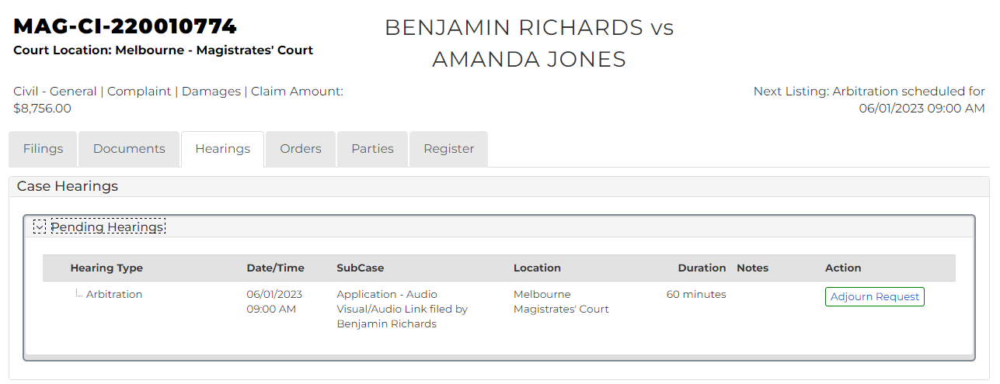 MAG-CI-220010774
Court Location: Melbourne - Magistrates' Court
BENJAMIN RICHARDS vs
AMANDA JONES
Civil - General | Complaint | Damages | Claim Amount:
$8,756.00
Next Listing: Arbitration scheduled for
06/01/2023 09:00 AM
Filings Documents Hearings Orders Parties Register
Case Hearings
Pending Hearings
Hearing Type Date/Time SubCase Location Duration Notes Action
Arbitration 06/01/2023 Application - Audio Melbourne 60 minutes Adjourn Request
09:00 AM Visual/Audio Link filed by Magistrates' Court
Benjamin Richards